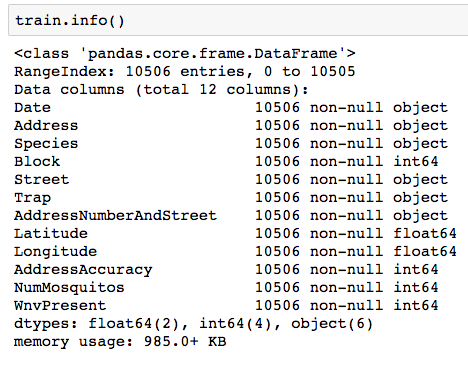 train.info()
<class 'pandas.core.frame.DataFrame'>
RangeIndex: 10506 entries, 0 to 10505
Data columns (total 12 columns):
Date                      10506 non-null object
Address                   10506 non-null object
Species                   10506 non-null object
Block                     10506 non-null int64
Street                    10506 non-null object
Trap                      10506 non-null object
AddressNumberAndStreet    10506 non-null object
Latitude                  10506 non-null float64
Longitude                 10506 non-null float64
AddressAccuracy           10506 non-null int64
NumMosquitos              10506 non-null int64
WnvPresent                10506 non-null int64
dtypes: float64(2), int64(4), object(6)
memory usage: 985.0+ KB